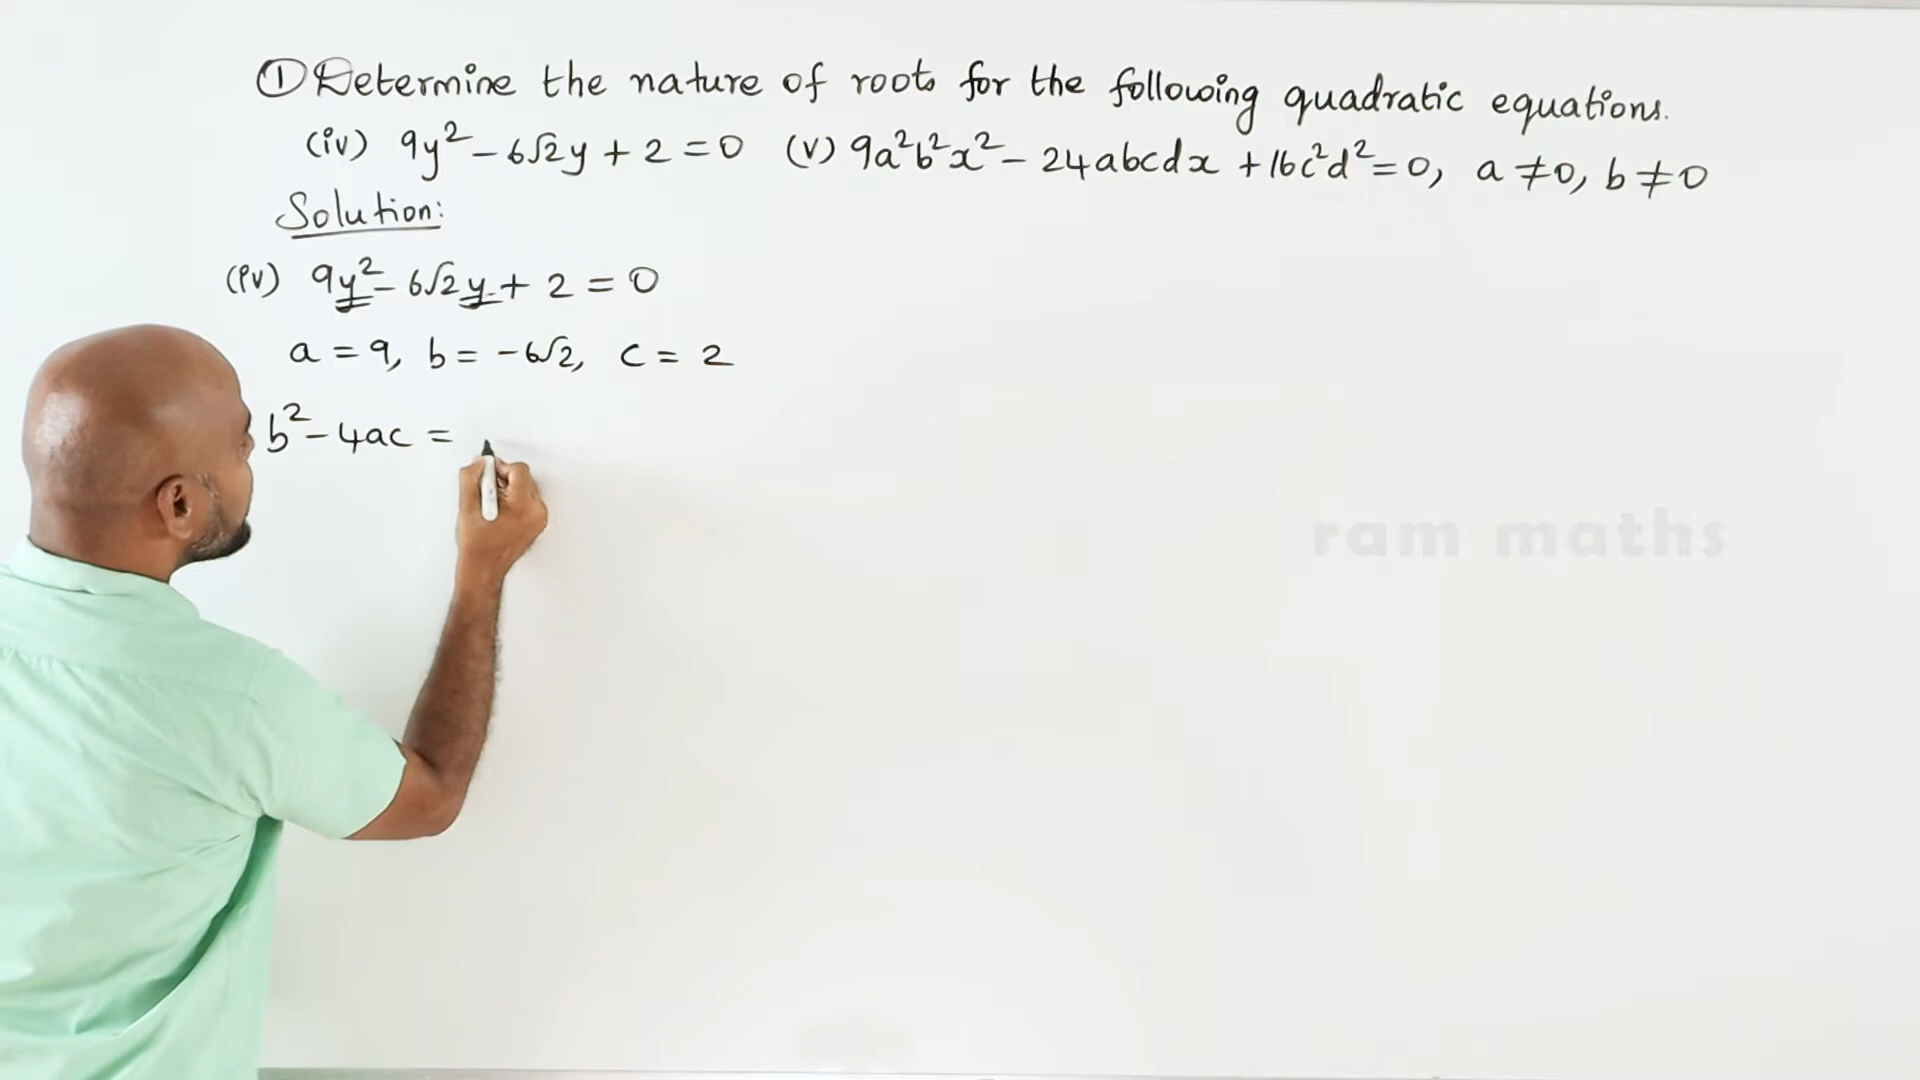 ① Determine the nature of roots for the following quadratic equations.
(iv) 9y² - 6√2y + 2 = 0 (v) 9a²b²x² - 24abcdx + 16c²d² = 0, a ≠ 0, b ≠ 0
Solution:
(iv) 9y² - 6√2y + 2 = 0
a = 9, b = -6√2, c = 2
b² - 4ac =
ram maths